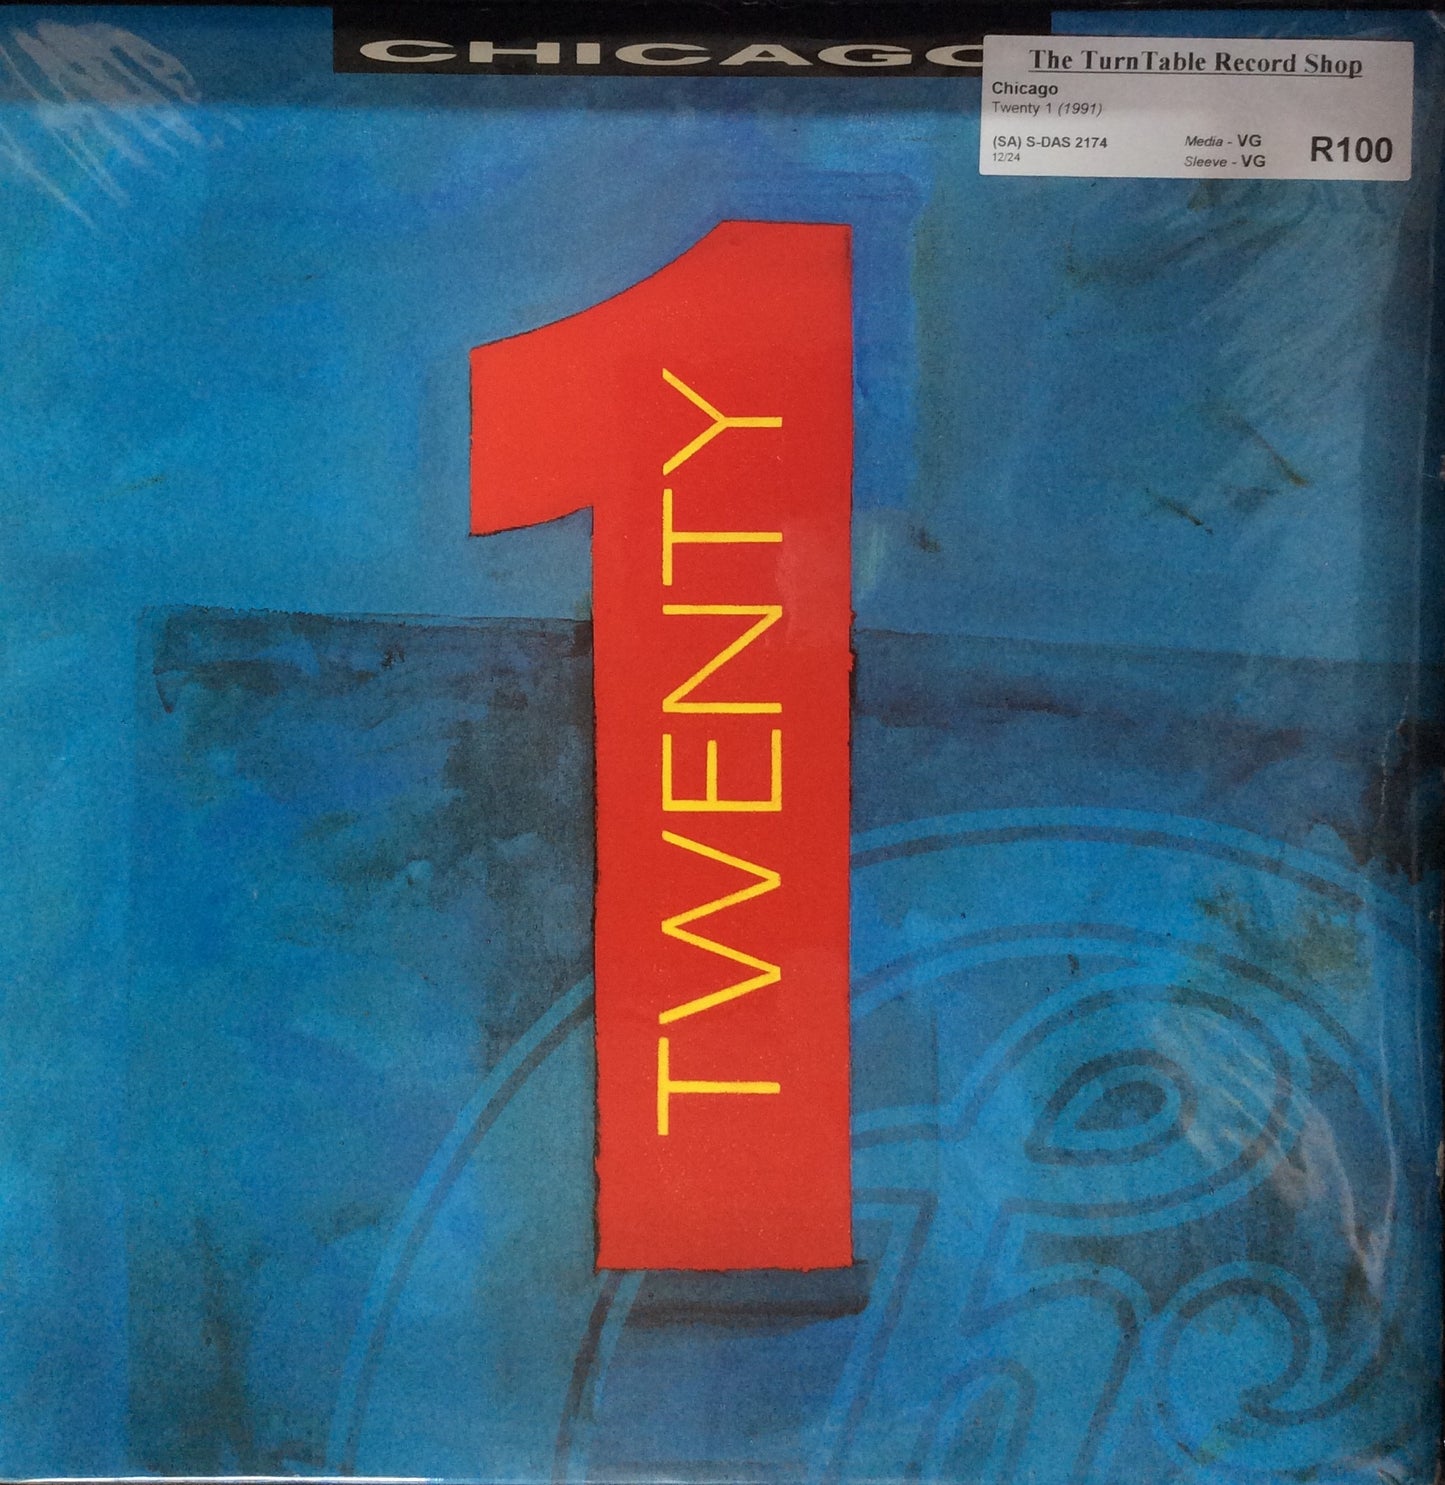 CHICAGO
The TurnTable Record Shop
Chicago
Twenty 1 (1991)
(SA) S-DAS 2174
12/24
Media - VG
Sleeve - VG
R100
1
TWENTY